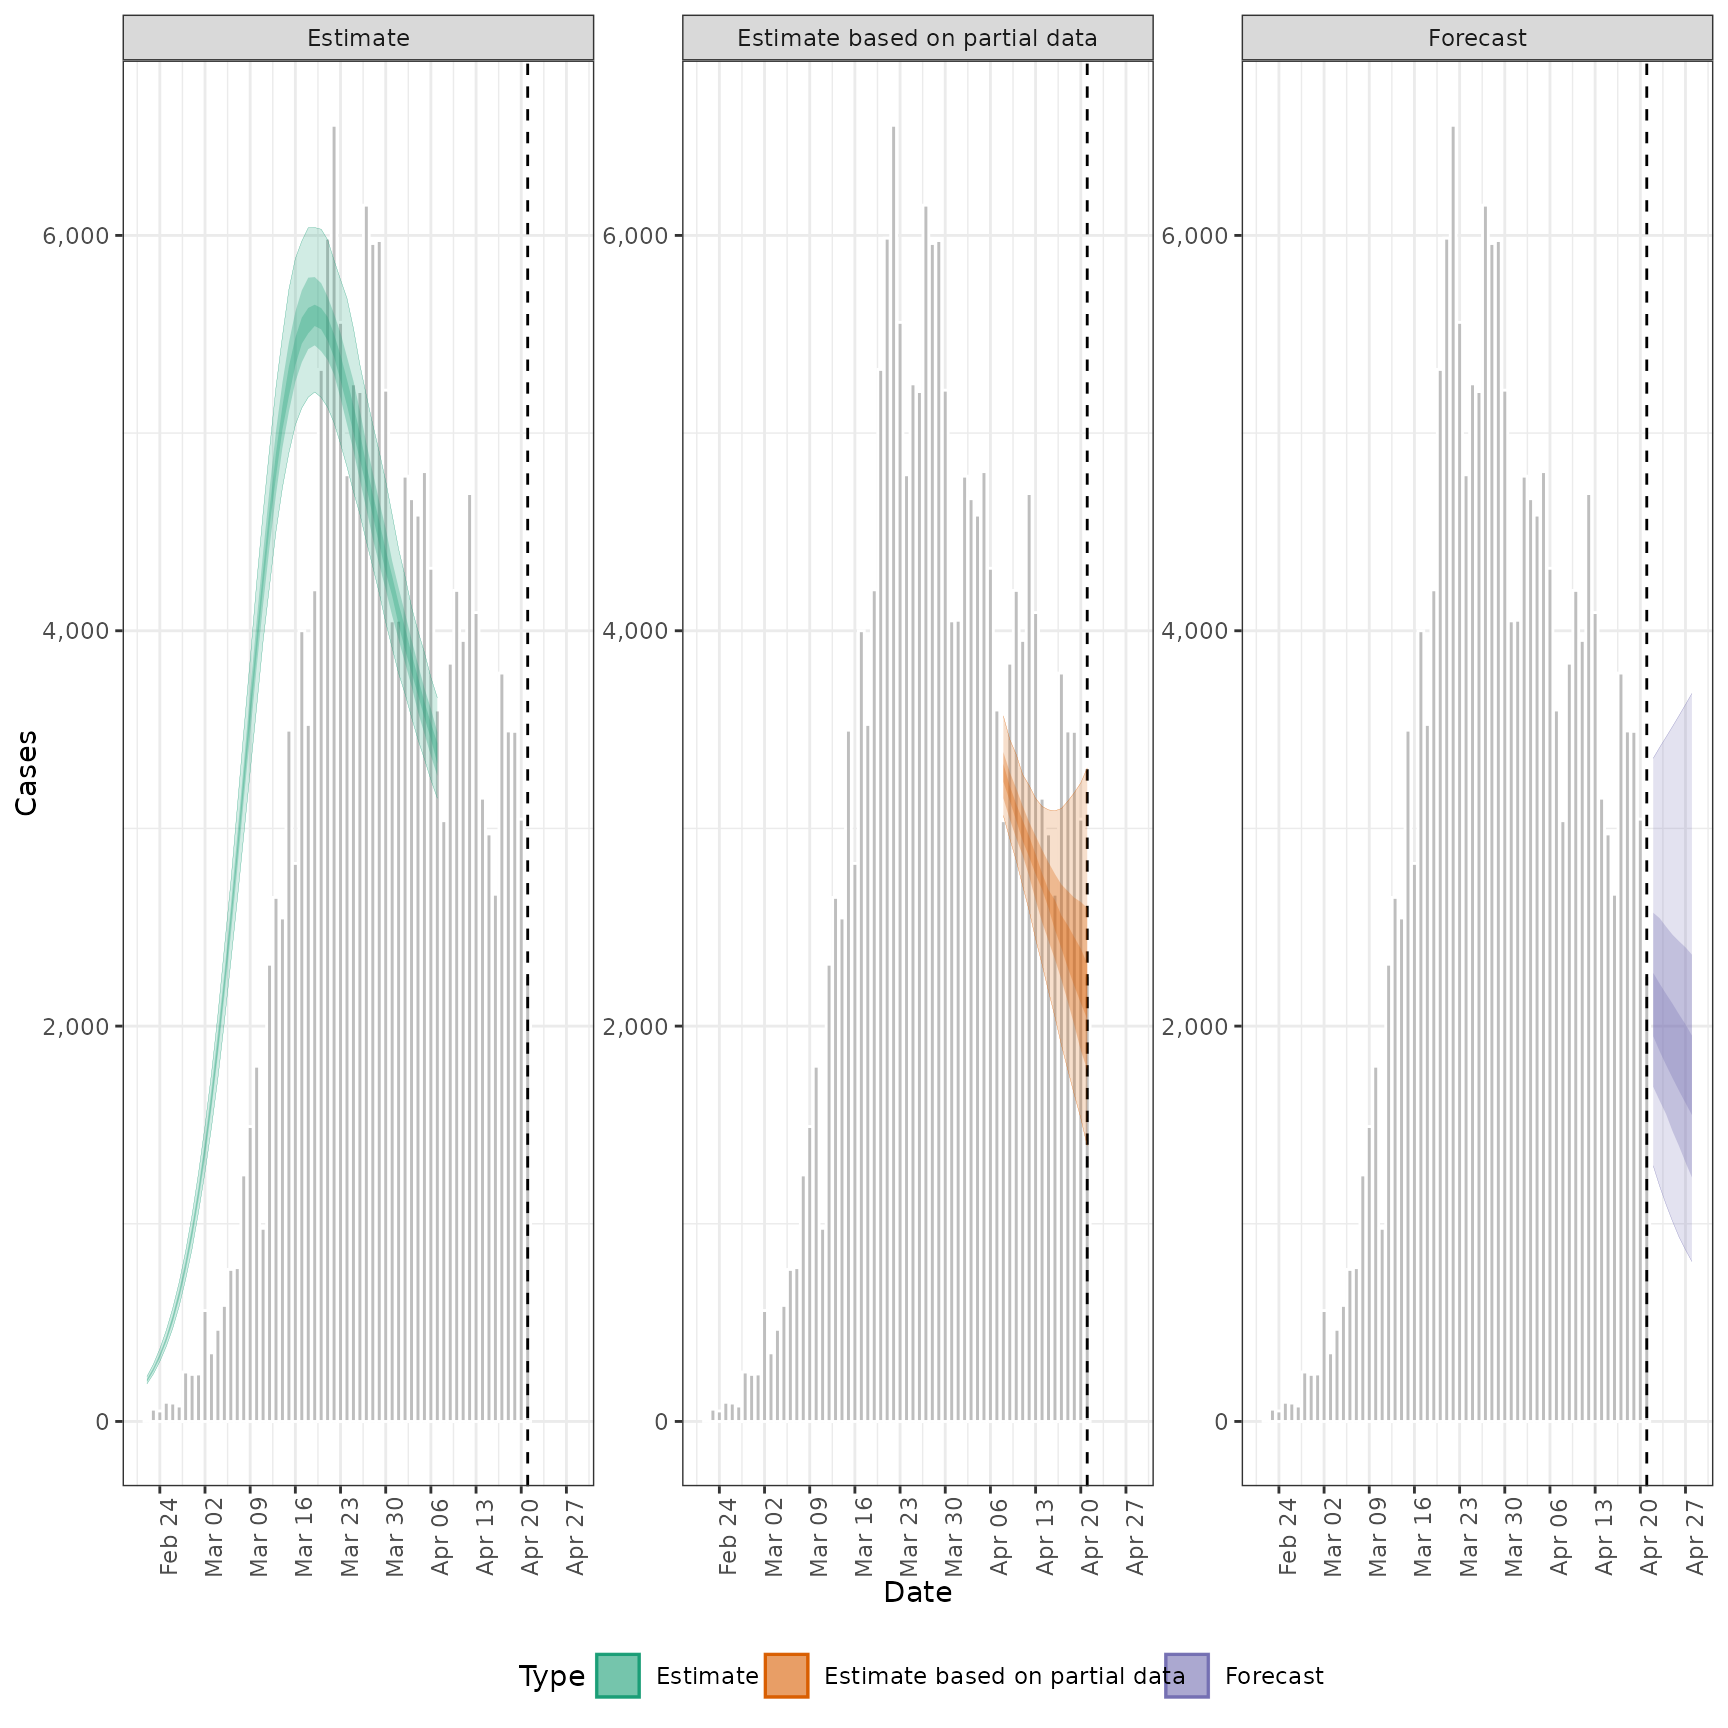 Estimate
Estimate based on partial data
Forecast
Cases
6,000
4,000
2,000
0
6,000
4,000
2,000
0
6,000
4,000
2,000
0
Feb 24
Mar 02
Mar 09
Mar 16
Mar 23
Mar 30
Apr 06
Apr 13
Apr 20
Apr 27
Feb 24
Mar 02
Mar 09
Mar 16
Mar 23
Mar 30
Apr 06
Apr 13
Apr 20
Apr 27
Feb 24
Mar 02
Mar 09
Mar 16
Mar 23
Mar 30
Apr 06
Apr 13
Apr 20
Apr 27
Date
Type Estimate Estimate based on partial data Forecast